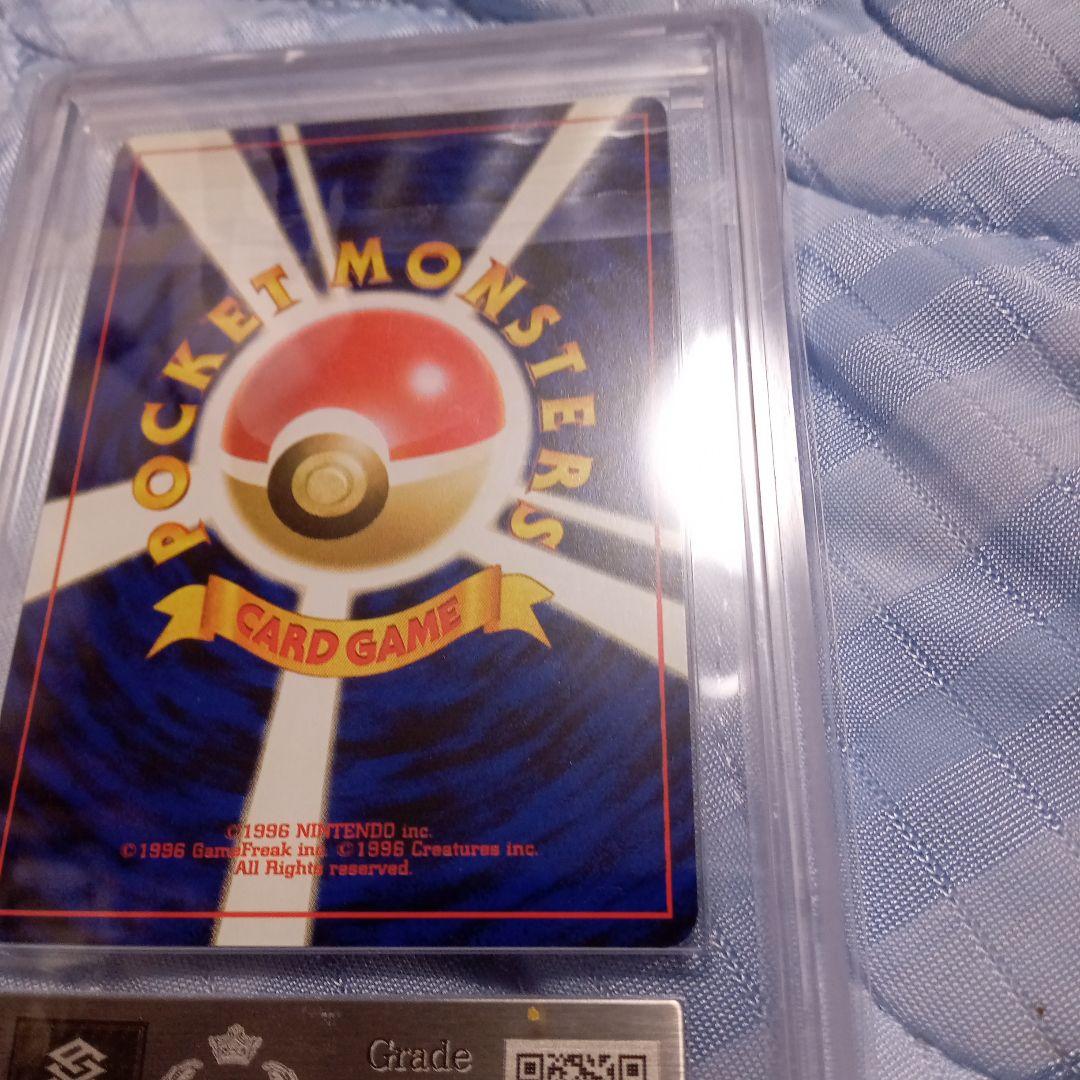 POCKET MONSTERS
CARD GAME
©1996 NINTENDO inc.
©1996 GameFreak inc. ©1996 Creatures inc.
All Rights reserved.
Grade